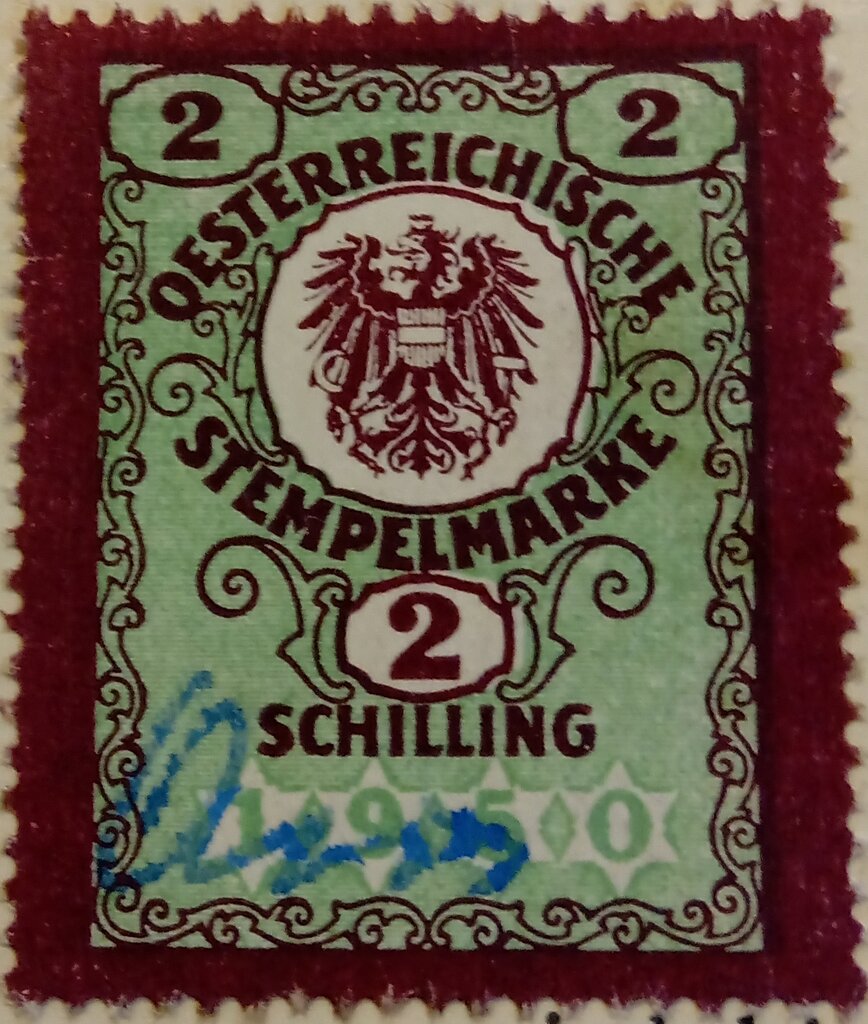 2 2
OESTERREICHISCHE
STEMPELMARKE
2
SCHILLING
1950